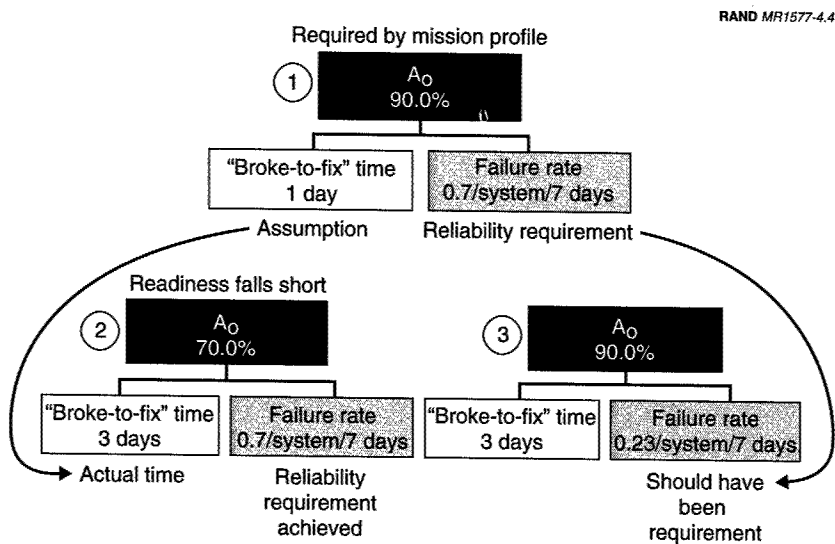 RAND MR1577-4.4
Required by mission profile
1
AO
90.0%
“Broke-to-fix” time
1 day
Failure rate
0.7/system/7 days
Assumption
Reliability requirement
Readiness falls short
2
AO
70.0%
“Broke-to-fix” time
3 days
Failure rate
0.7/system/7 days
Actual time
Reliability
requirement
achieved
3
AO
90.0%
“Broke-to-fix” time
3 days
Failure rate
0.23/system/7 days
Should have
been
requirement